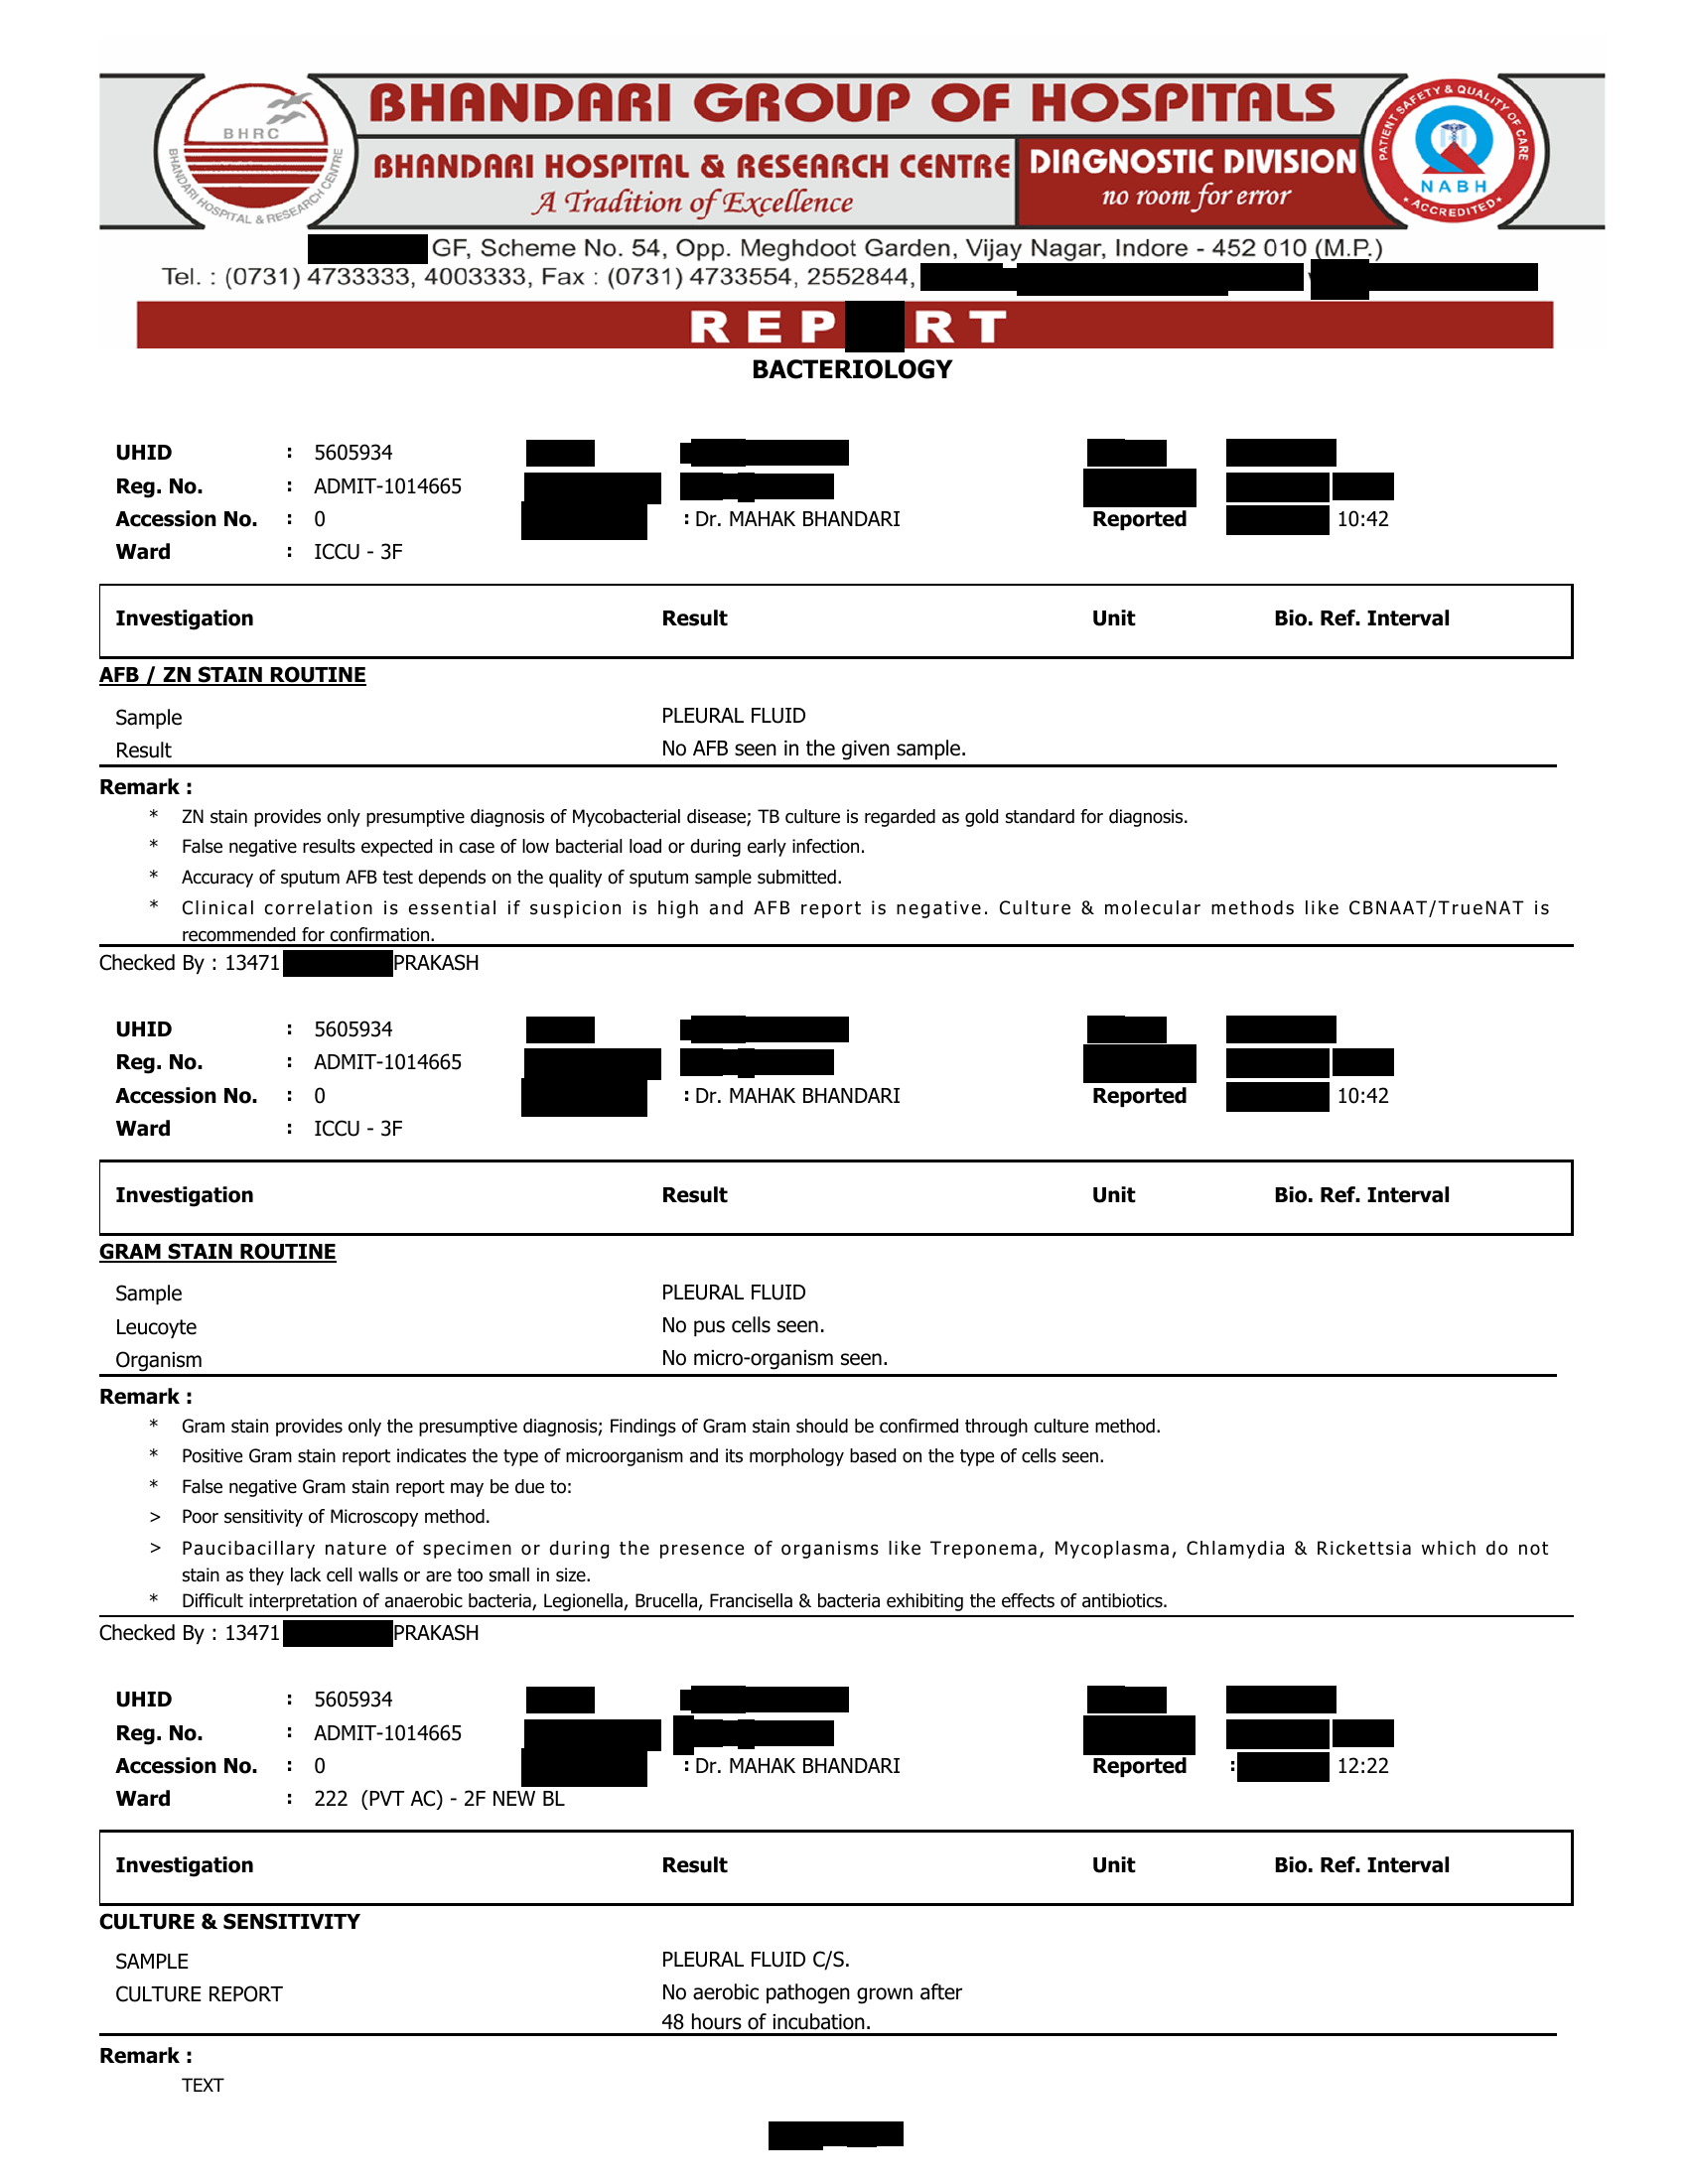 BHANDARI GROUP OF HOSPITALS
BHRC
BHANDARI HOSPITAL & RESEARCH CENTRE
BHANDARI HOSPITAL & RESEARCH CENTRE
A Tradition of Excellence
DIAGNOSTIC DIVISION
no room for error
PATIENT SAFETY & QUALITY OF CARE
NABH
* ACCREDITED *
GF, Scheme No. 54, Opp. Meghdoot Garden, Vijay Nagar, Indore - 452 010 (M.P.)
Tel. : (0731) 4733333, 4003333, Fax : (0731) 4733554, 2552844,
R E P R T
BACTERIOLOGY
UHID : 5605934
Reg. No. : ADMIT-1014665
Accession No. : 0 : Dr. MAHAK BHANDARI Reported 10:42
Ward : ICCU - 3F
Investigation Result Unit Bio. Ref. Interval
AFB / ZN STAIN ROUTINE
Sample PLEURAL FLUID
Result No AFB seen in the given sample.
Remark :
* ZN stain provides only presumptive diagnosis of Mycobacterial disease; TB culture is regarded as gold standard for diagnosis.
* False negative results expected in case of low bacterial load or during early infection.
* Accuracy of sputum AFB test depends on the quality of sputum sample submitted.
* Clinical correlation is essential if suspicion is high and AFB report is negative. Culture & molecular methods like CBNAAT/TrueNAT is
recommended for confirmation.
Checked By : 13471 PRAKASH
UHID : 5605934
Reg. No. : ADMIT-1014665
Accession No. : 0 : Dr. MAHAK BHANDARI Reported 10:42
Ward : ICCU - 3F
Investigation Result Unit Bio. Ref. Interval
GRAM STAIN ROUTINE
Sample PLEURAL FLUID
Leucoyte No pus cells seen.
Organism No micro-organism seen.
Remark :
* Gram stain provides only the presumptive diagnosis; Findings of Gram stain should be confirmed through culture method.
* Positive Gram stain report indicates the type of microorganism and its morphology based on the type of cells seen.
* False negative Gram stain report may be due to:
> Poor sensitivity of Microscopy method.
> Paucibacillary nature of specimen or during the presence of organisms like Treponema, Mycoplasma, Chlamydia & Rickettsia which do not
stain as they lack cell walls or are too small in size.
* Difficult interpretation of anaerobic bacteria, Legionella, Brucella, Francisella & bacteria exhibiting the effects of antibiotics.
Checked By : 13471 PRAKASH
UHID : 5605934
Reg. No. : ADMIT-1014665
Accession No. : 0 : Dr. MAHAK BHANDARI Reported : 12:22
Ward : 222 (PVT AC) - 2F NEW BL
Investigation Result Unit Bio. Ref. Interval
CULTURE & SENSITIVITY
SAMPLE PLEURAL FLUID C/S.
CULTURE REPORT No aerobic pathogen grown after
48 hours of incubation.
Remark :
TEXT